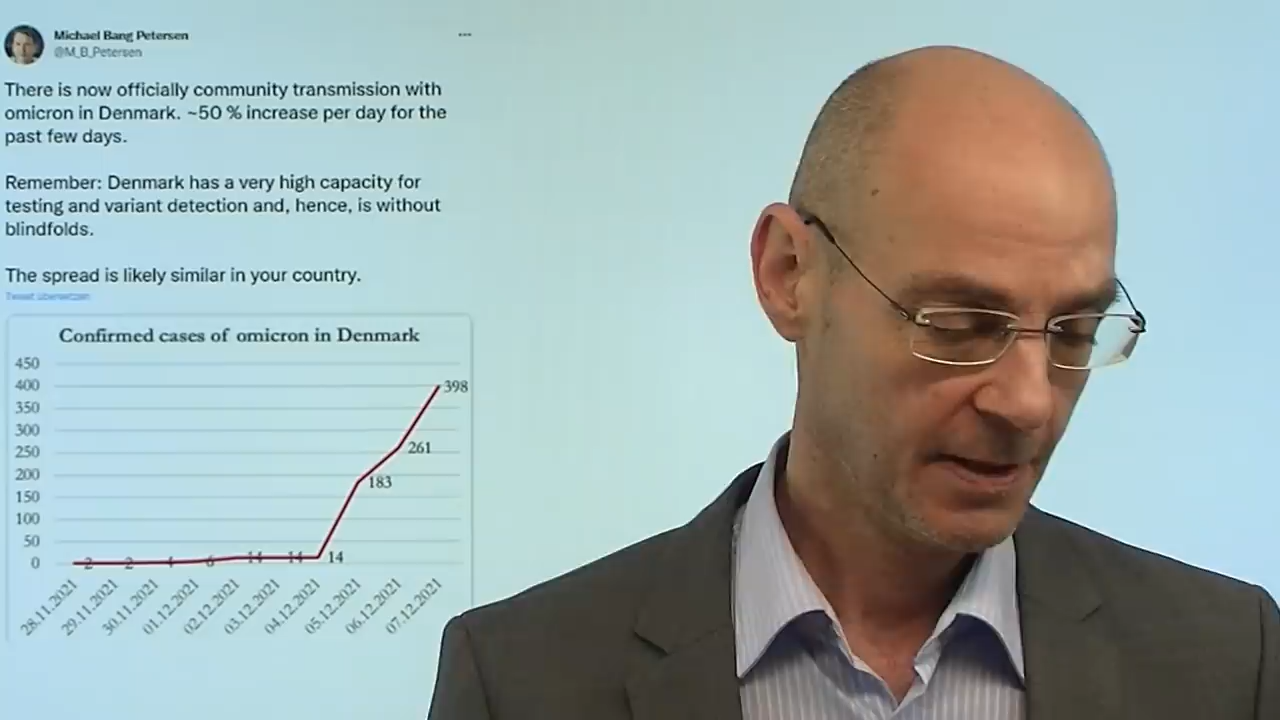 Michael Bang Petersen
@M_B_Petersen
There is now officially community transmission with
omicron in Denmark. ~50 % increase per day for the
past few days.
Remember: Denmark has a very high capacity for
testing and variant detection and, hence, is without
blindfolds.
The spread is likely similar in your country.
Tweet übersetzen
Confirmed cases of omicron in Denmark
450
400
350
300
250
200
150
100
50
0
2
2
4
6
14
14
14
183
261
398
28.11.2021
29.11.2021
30.11.2021
01.12.2021
02.12.2021
03.12.2021
04.12.2021
05.12.2021
06.12.2021
07.12.2021